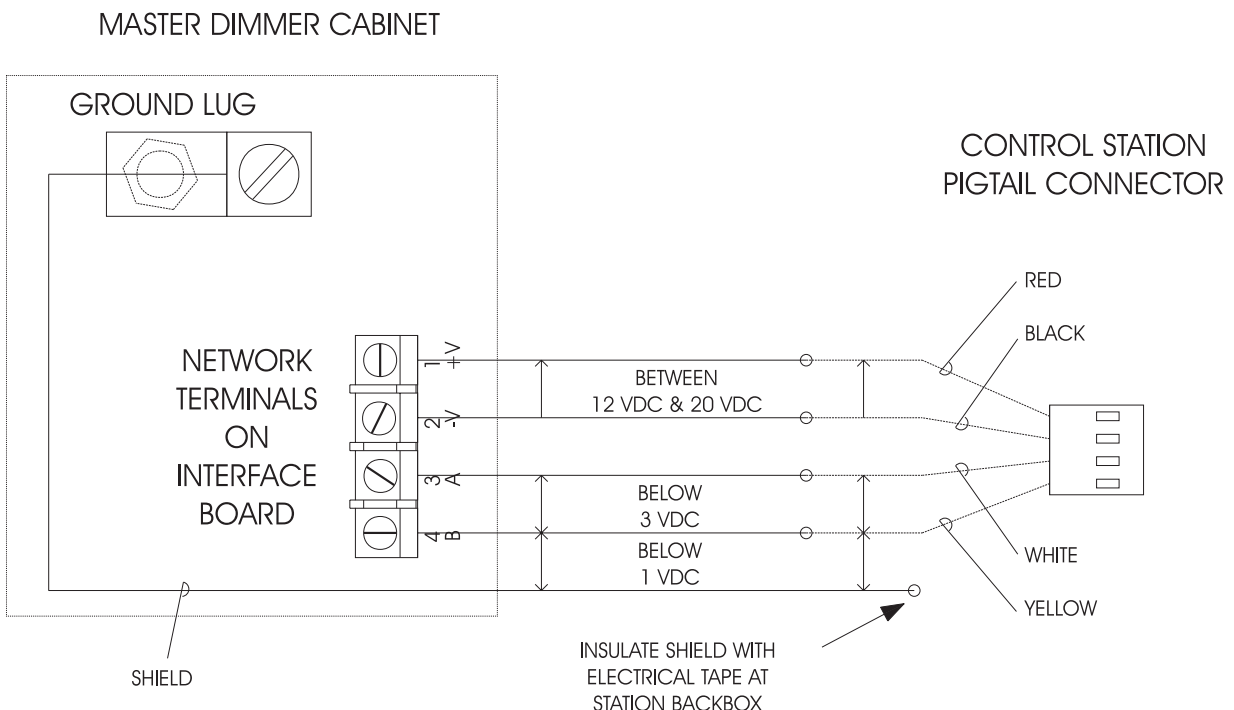 MASTER DIMMER CABINET
GROUND LUG
CONTROL STATION
PIGTAIL CONNECTOR
RED
BLACK
NETWORK
TERMINALS
ON
INTERFACE
BOARD
1 +V
2 -V
3 A
4 B
BETWEEN
12 VDC & 20 VDC
BELOW
3 VDC
BELOW
1 VDC
WHITE
YELLOW
SHIELD
INSULATE SHIELD WITH
ELECTRICAL TAPE AT
STATION BACKBOX